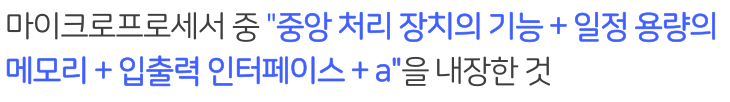 마이크로프로세서 중 "중앙 처리 장치의 기능 + 일정 용량의
메모리 + 입출력 인터페이스 + a"을 내장한 것